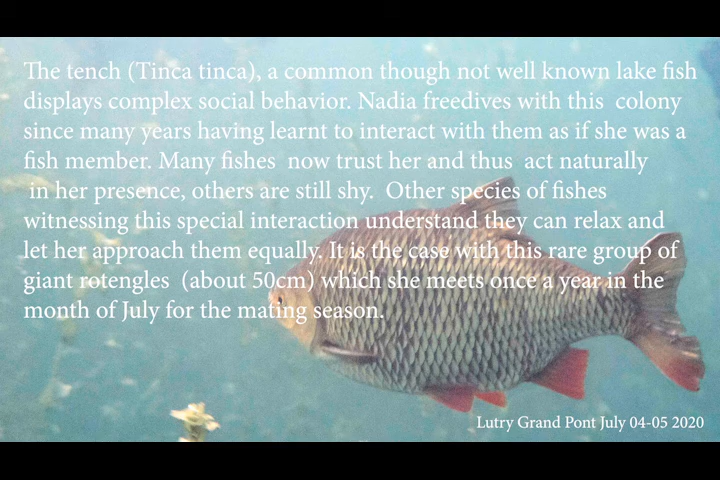 The tench (Tinca tinca), a common though not well known lake fish
displays complex social behavior. Nadia freedives with this  colony
since many years having learnt to interact with them as if she was a
fish member. Many fishes  now trust her and thus  act naturally
in her presence, others are still shy.  Other species of fishes
witnessing this special interaction understand they can relax and
let her approach them equally. It is the case with this rare group of
giant rotengles  (about 50cm) which she meets once a year in the
month of July for the mating season.
Lutry Grand Pont July 04-05 2020